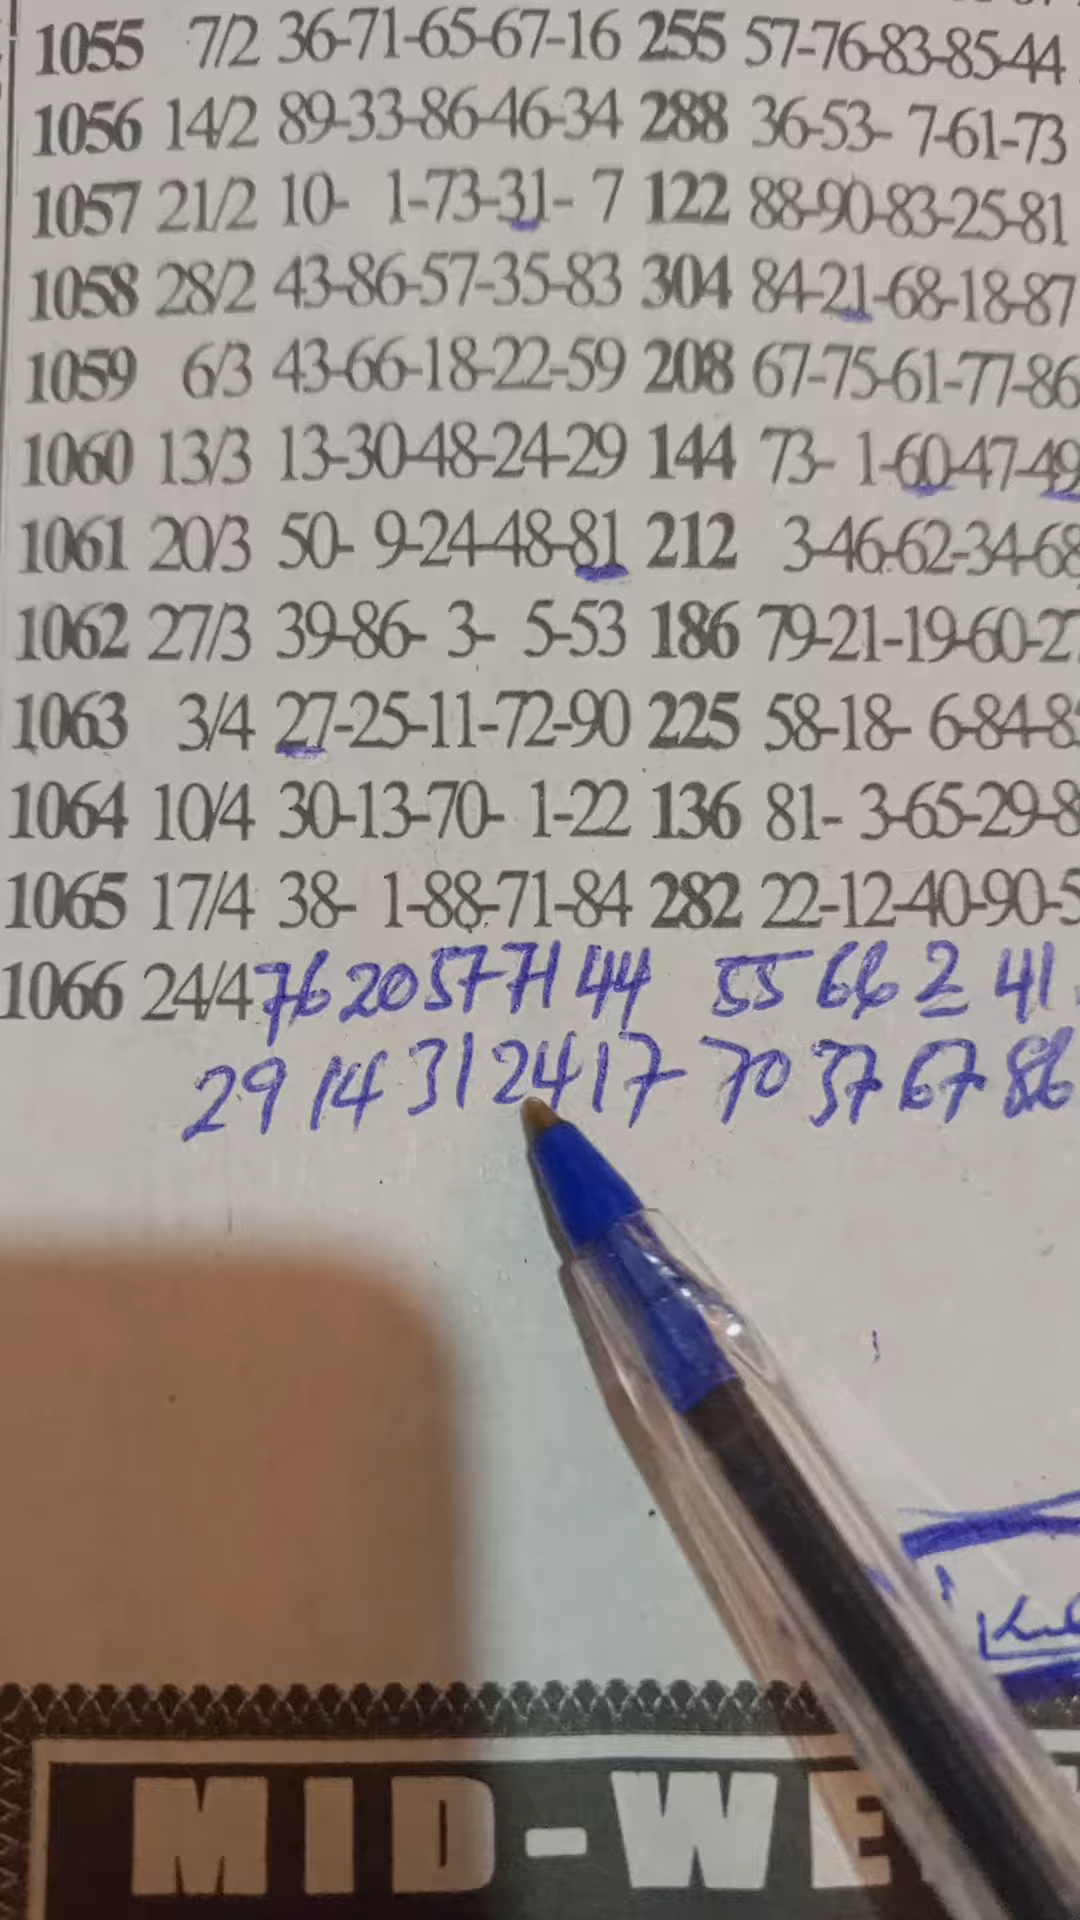 1055 7/2 36-71-65-67-16 255 57-76-83-85-44
1056 14/2 89-33-86-46-34 288 36-53- 7-61-73
1057 21/2 10- 1-73-31- 7 122 88-90-83-25-81
1058 28/2 43-86-57-35-83 304 84-21-68-18-87
1059 6/3 43-66-18-22-59 208 67-75-61-77-86
1060 13/3 13-30-48-24-29 144 73- 1-60-47-49
1061 20/3 50- 9-24-48-81 212 3-46-62-34-68
1062 27/3 39-86- 3- 5-53 186 79-21-19-60-27
1063 3/4 27-25-11-72-90 225 58-18- 6-84-8
1064 10/4 30-13-70- 1-22 136 81- 3-65-29-8
1065 17/4 38- 1-88-71-84 282 22-12-40-90-5
1066 24/4 76 20 57 71 44 55 66 2 41
29 14 31 24 17 70 37 67 86
MID-WE